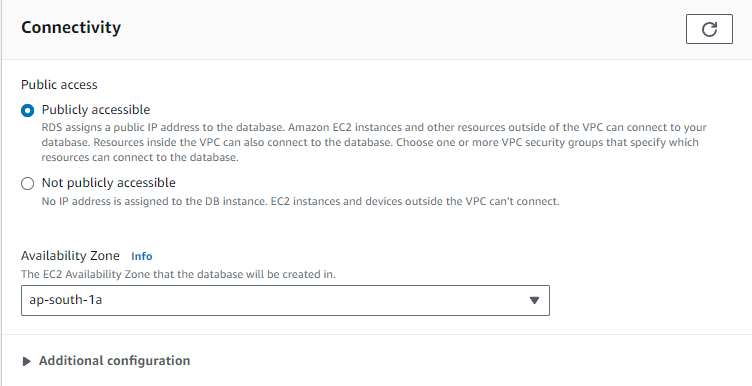 Connectivity
Public access
Publicly accessible
RDS assigns a public IP address to the database. Amazon EC2 instances and other resources outside of the VPC can connect to your
database. Resources inside the VPC can also connect to the database. Choose one or more VPC security groups that specify which
resources can connect to the database.
Not publicly accessible
No IP address is assigned to the DB instance. EC2 instances and devices outside the VPC can't connect.
Availability Zone Info
The EC2 Availability Zone that the database will be created in.
ap-south-1a
Additional configuration